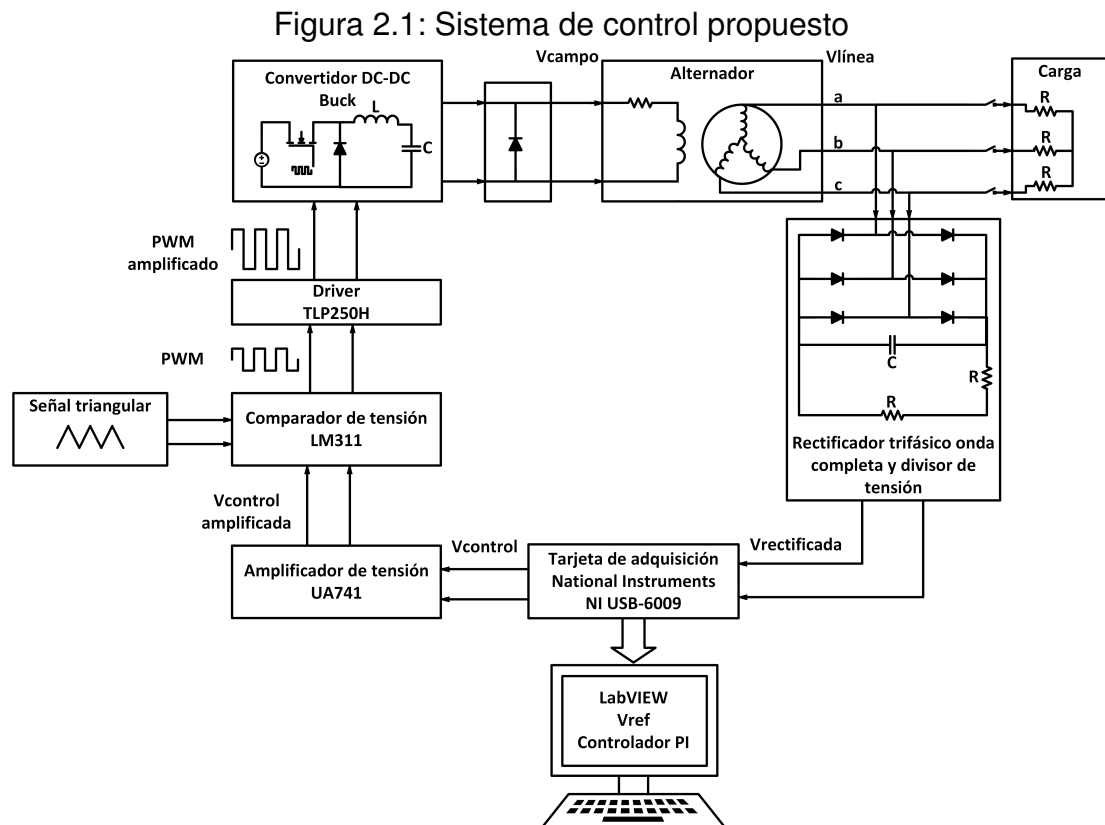 Figura 2.1: Sistema de control propuesto
Vcampo
Vlínea
Convertidor DC-DC
Buck
L
C
Alternador
a
b
c
Carga
R
R
R
PWM
amplificado
Driver
TLP250H
PWM
C
R
R
Rectificador trifásico onda
completa y divisor de
tensión
Señal triangular
Comparador de tensión
LM311
Vcontrol
amplificada
Amplificador de tensión
UA741
Vcontrol
Tarjeta de adquisición
National Instruments
NI USB-6009
Vrectificada
LabVIEW
Vref
Controlador PI